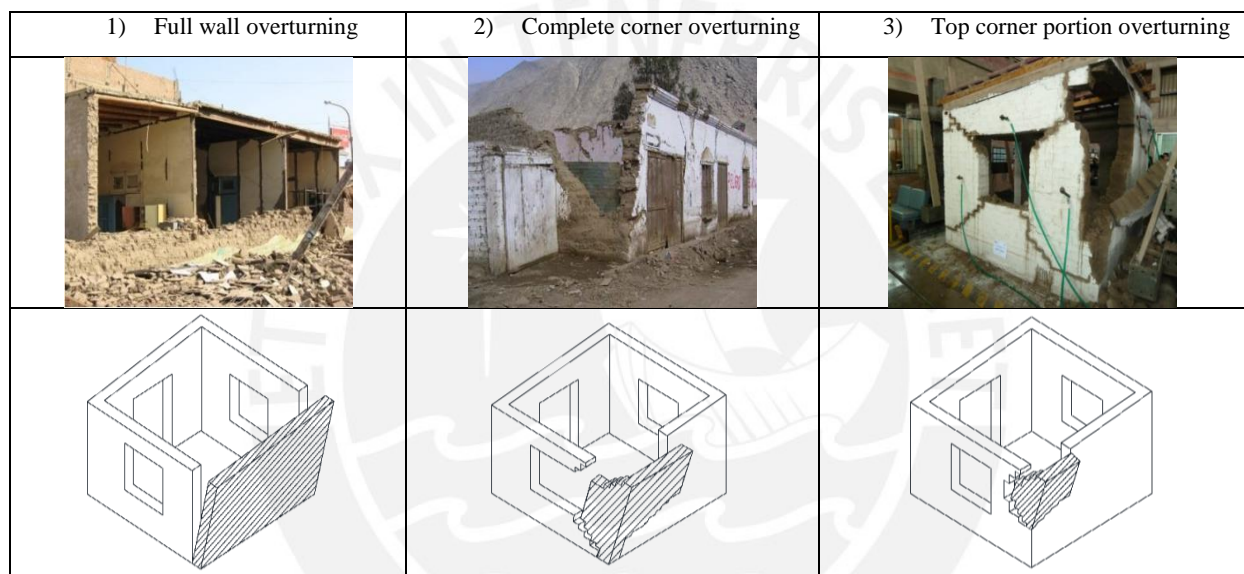 1) Full wall overturning
2) Complete corner overturning
3) Top corner portion overturning